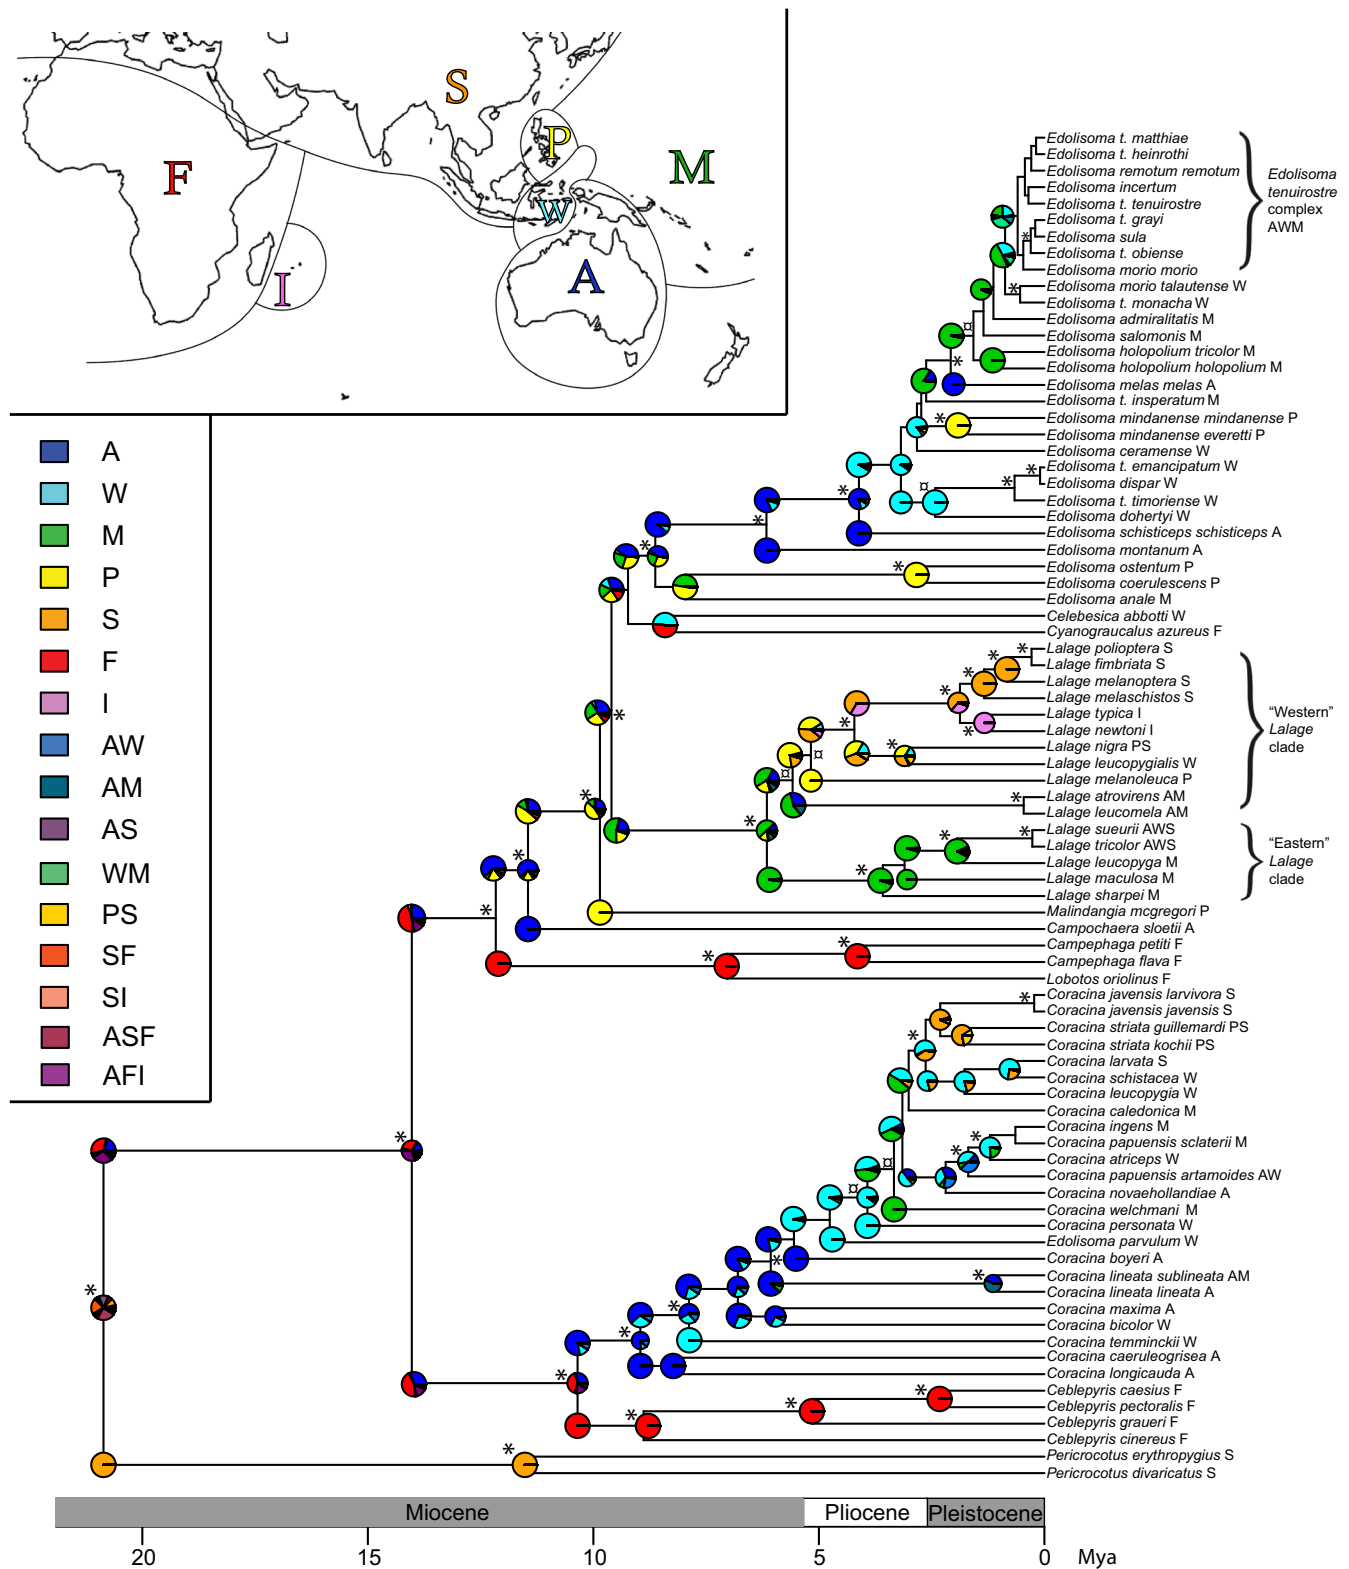 S
P
M
F
W
I
A
A
W
M
P
S
F
I
AW
AM
AS
WM
PS
SF
SI
ASF
AFI
Edolisoma t. matthiae
Edolisoma t. heinrothi
Edolisoma remotum remotum
Edolisoma incertum
Edolisoma t. tenuirostre
Edolisoma t. grayi
Edolisoma sula
Edolisoma t. obiense
Edolisoma morio morio
Edolisoma
tenuirostre
complex
AWM
Edolisoma morio talautense W
Edolisoma t. monacha W
Edolisoma admiralitatis M
Edolisoma salomonis M
Edolisoma holopolium tricolor M
Edolisoma holopolium holopolium M
Edolisoma melas melas A
Edolisoma t. insperatum M
Edolisoma mindanense mindanense P
Edolisoma mindanense everetti P
Edolisoma ceramense W
Edolisoma t. emancipatum W
Edolisoma dispar W
Edolisoma t. timoriense W
Edolisoma dohertyi W
Edolisoma schisticeps schisticeps A
Edolisoma montanum A
Edolisoma ostentum P
Edolisoma coerulescens P
Edolisoma anale M
Celebesica abbotti W
Cyanograucalus azureus F
Lalage polioptera S
Lalage fimbriata S
Lalage melanoptera S
Lalage melaschistos S
Lalage typica I
Lalage newtoni I
Lalage nigra PS
Lalage leucopygialis W
Lalage melanoleuca P
Lalage atrovirens AM
Lalage leucomela AM
"Western"
Lalage
clade
Lalage sueurii AWS
Lalage tricolor AWS
Lalage leucopyga M
Lalage maculosa M
Lalage sharpei M
"Eastern"
Lalage
clade
Malindangia mcgregori P
Campochaera sloetii A
Campephaga petiti F
Campephaga flava F
Lobotos oriolinus F
Coracina javensis larvivora S
Coracina javensis javensis S
Coracina striata guillemardi PS
Coracina striata kochii PS
Coracina larvata S
Coracina schistacea W
Coracina leucopygia W
Coracina caledonica M
Coracina ingens M
Coracina papuensis sclaterii M
Coracina atriceps W
Coracina papuensis artamoides AW
Coracina novaehollandiae A
Coracina welchmani M
Coracina personata W
Edolisoma parvulum W
Coracina boyeri A
Coracina lineata sublineata AM
Coracina lineata lineata A
Coracina maxima A
Coracina bicolor W
Coracina temminckii W
Coracina caeruleogrisea A
Coracina longicauda A
Ceblepyris caesius F
Ceblepyris pectoralis F
Ceblepyris graueri F
Ceblepyris cinereus F
Pericrocotus erythropygius S
Pericrocotus divaricatus S
Miocene Pliocene Pleistocene
20 15 10 5 0 Mya